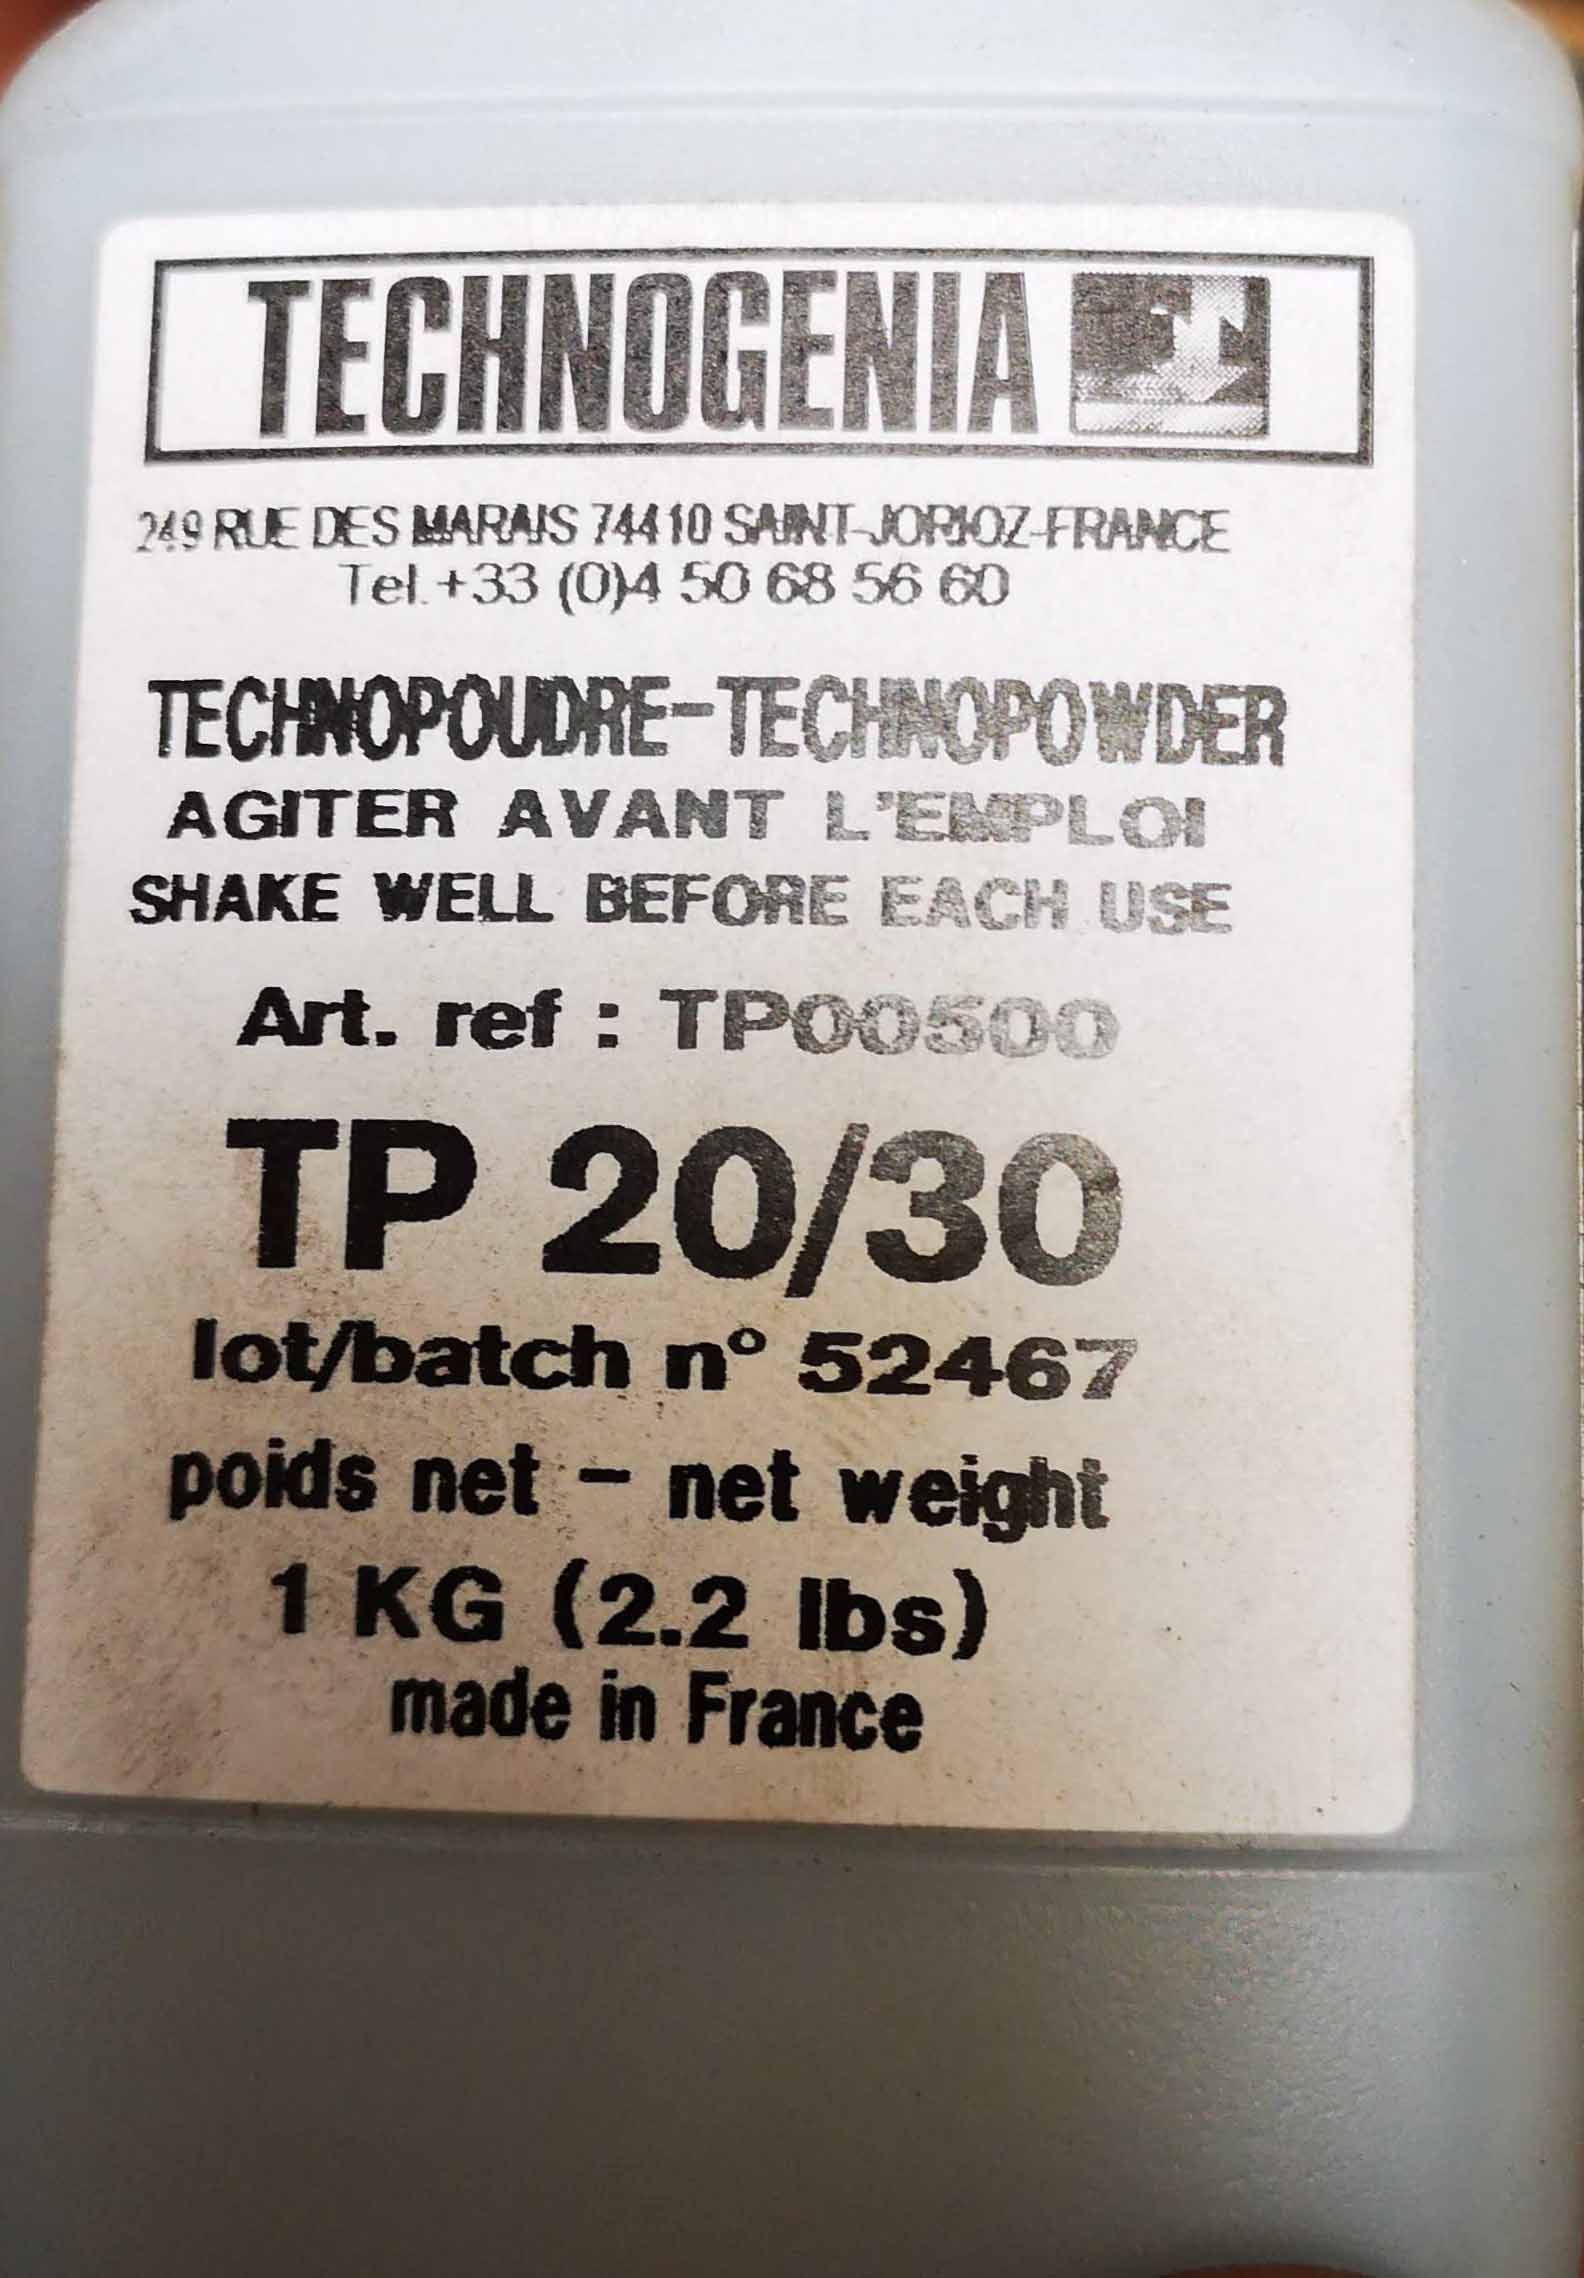 TECHNOGENIA
249 RUE DES MARAIS 74410 SAINT-JORIOZ-FRANCE
Tel. +33 (0)4 50 68 56 60
TECHNOPOUDRE-TECHNOPOWDER
AGITER AVANT L'EMPLOI
SHAKE WELL BEFORE EACH USE
Art. ref : TP00500
TP 20/30
lot/batch n° 52467
poids net - net weight
1 KG (2.2 lbs)
made in France